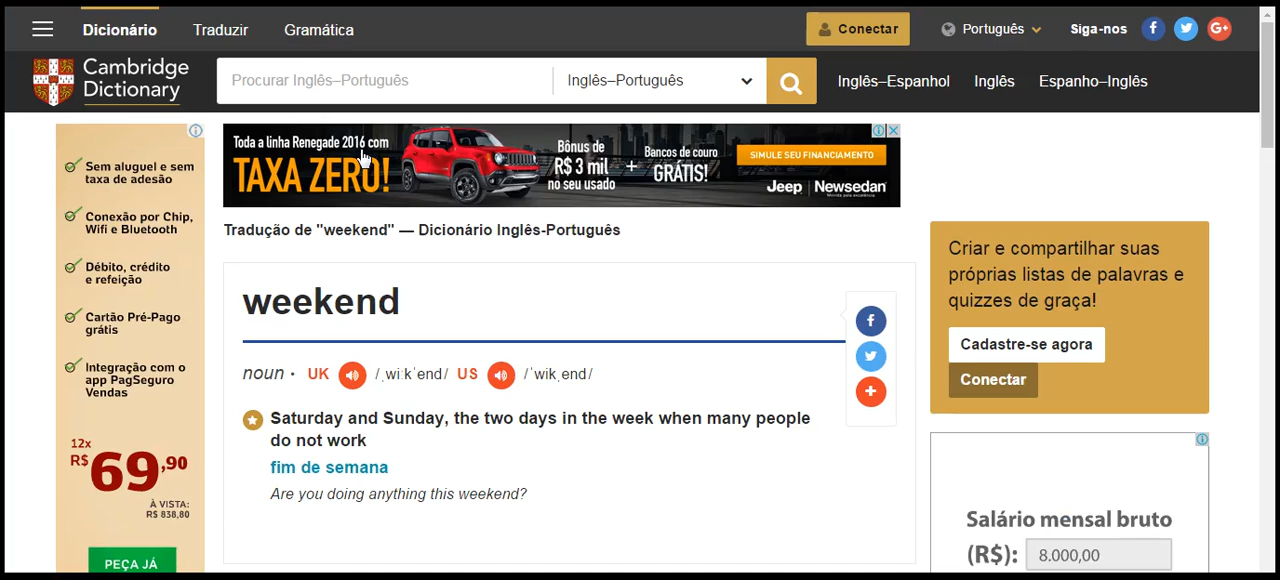 Dicionário Traduzir Gramática Conectar Português Siga-nos f G+
Cambridge
Dictionary
Procurar Inglês–Português Inglês–Português Inglês–Espanhol Inglês Espanho–Inglês
Sem aluguel e sem
taxa de adesão
Conexão por Chip,
Wifi e Bluetooth
Débito, crédito
e refeição
Cartão Pré-Pago
grátis
Integração com o
app PagSeguro
Vendas
12x
R$ 69,90
À VISTA:
R$ 838,80
PEÇA JÁ
Toda a linha Renegade 2016 com
TAXA ZERO!
Bônus de
R$ 3 mil
no seu usado
+
Bancos de couro
GRÁTIS!
SIMULE SEU FINANCIAMENTO
Jeep Newsedan
Tradução de "weekend" — Dicionário Inglês-Português
weekend
noun · UK /ˌwiːkˈend/ US /ˈwikˌend/
Saturday and Sunday, the two days in the week when many people
do not work
fim de semana
Are you doing anything this weekend?
f
+
Criar e compartilhar suas
próprias listas de palavras e
quizzes de graça!
Cadastre-se agora
Conectar
Salário mensal bruto
(R$): 8.000,00